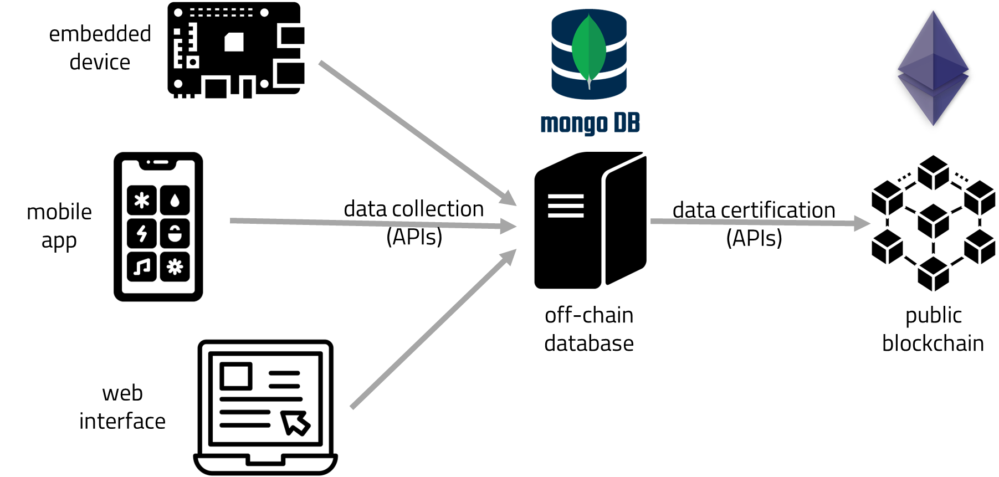 embedded
device
mongo DB
mobile
app
data collection
(APIs)
data certification
(APIs)
off-chain
database
public
blockchain
web
interface